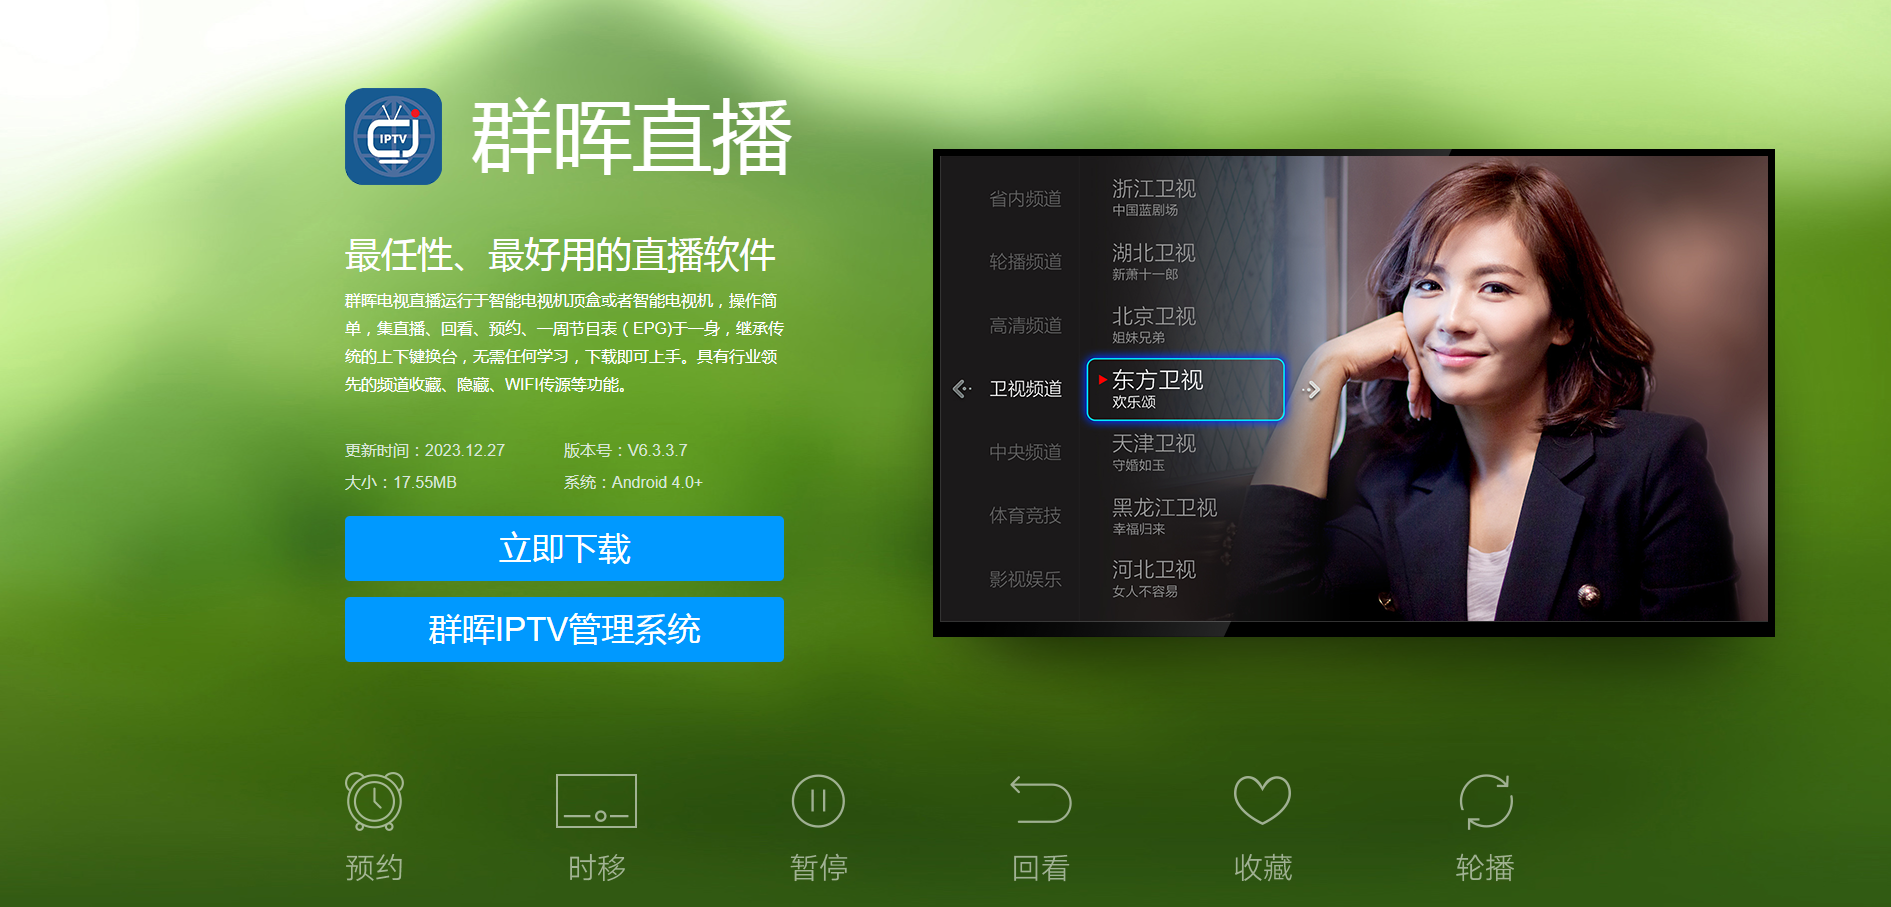 IPTV
群晖直播
最任性、最好用的直播软件
群晖电视直播运行于智能电视机顶盒或者智能电视机，操作简
单，集直播、回看、预约、一周节目表（EPG)于一身，继承传
统的上下键换台，无需任何学习，下载即可上手。具有行业领
先的频道收藏、隐藏、WIFI传源等功能。
更新时间：2023.12.27
版本号：V6.3.3.7
大小：17.55MB
系统：Android 4.0+
立即下载
群晖IPTV管理系统
省内频道
轮播频道
高清频道
卫视频道
中央频道
体育竞技
影视娱乐
浙江卫视
中国蓝剧场
湖北卫视
新萧十一郎
北京卫视
姐妹兄弟
东方卫视
欢乐颂
天津卫视
守婚如玉
黑龙江卫视
幸福归来
河北卫视
女人不容易
预约
时移
暂停
回看
收藏
轮播